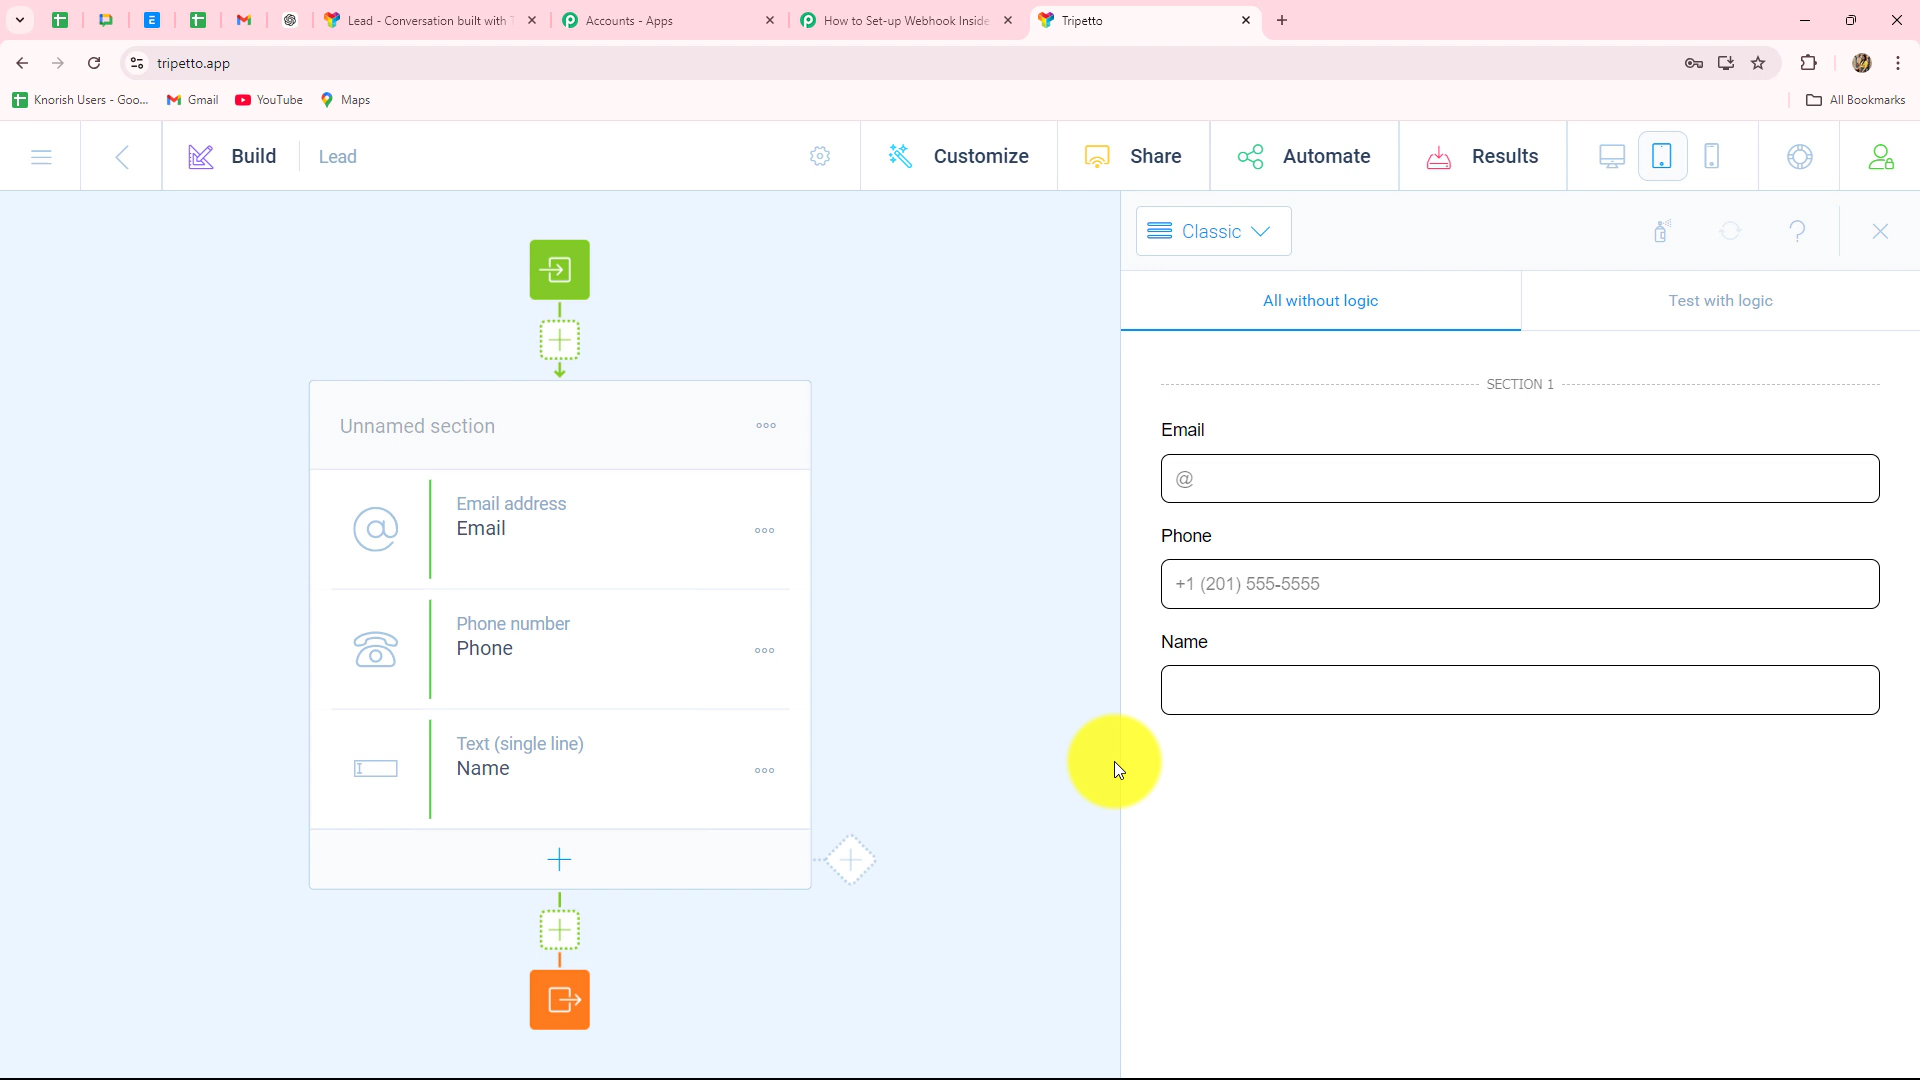 Lead - Conversation built with T
Accounts - Apps
How to Set-up Webhook Inside
Tripetto
tripetto.app
Knorish Users - Goo...
Gmail
YouTube
Maps
All Bookmarks
Build
Lead
Customize
Share
Automate
Results
Classic
All without logic
Test with logic
Unnamed section
Email address
Email
Phone number
Phone
Text (single line)
Name
SECTION 1
Email
@
Phone
+1 (201) 555-5555
Name